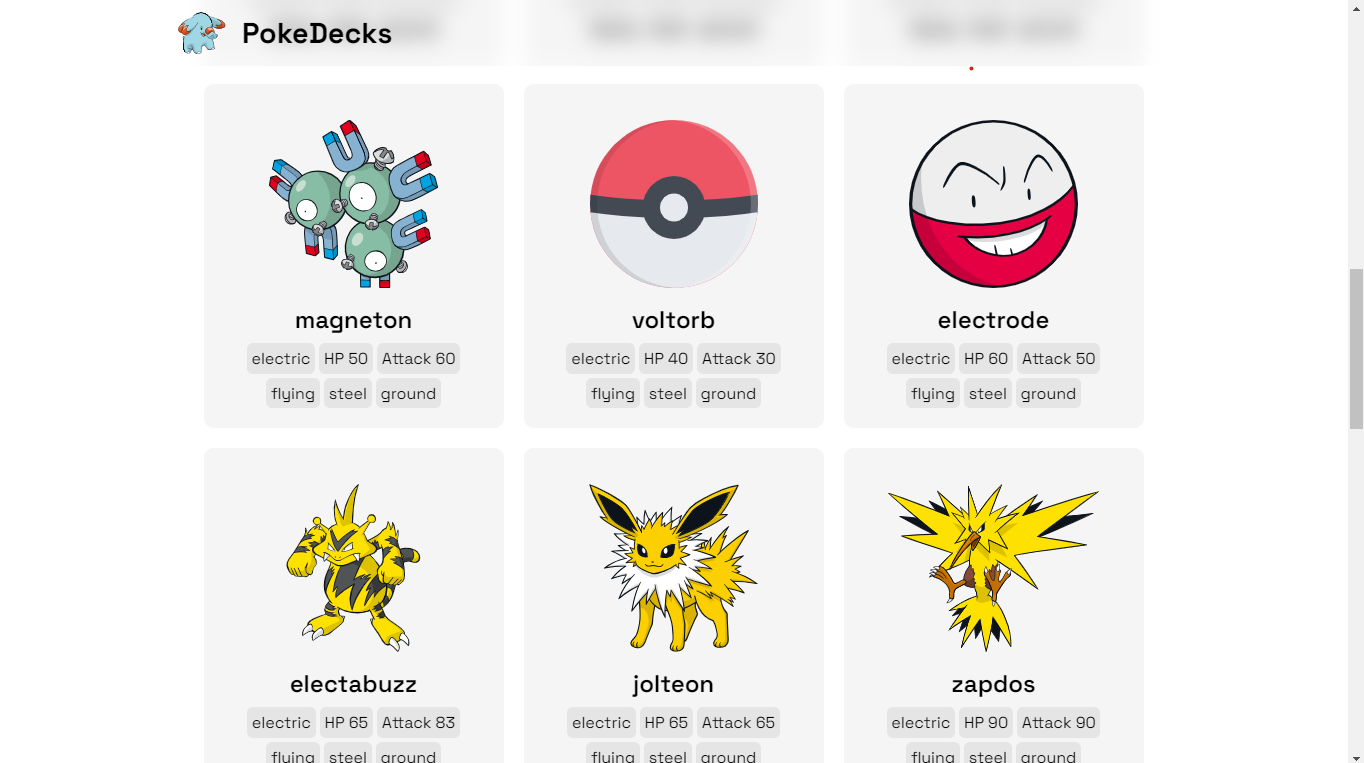 PokeDecks
magneton
electric HP 50 Attack 60
flying steel ground
voltorb
electric HP 40 Attack 30
flying steel ground
electrode
electric HP 60 Attack 50
flying steel ground
electabuzz
electric HP 65 Attack 83
flying steel ground
jolteon
electric HP 65 Attack 65
flying steel ground
zapdos
electric HP 90 Attack 90
flying steel ground